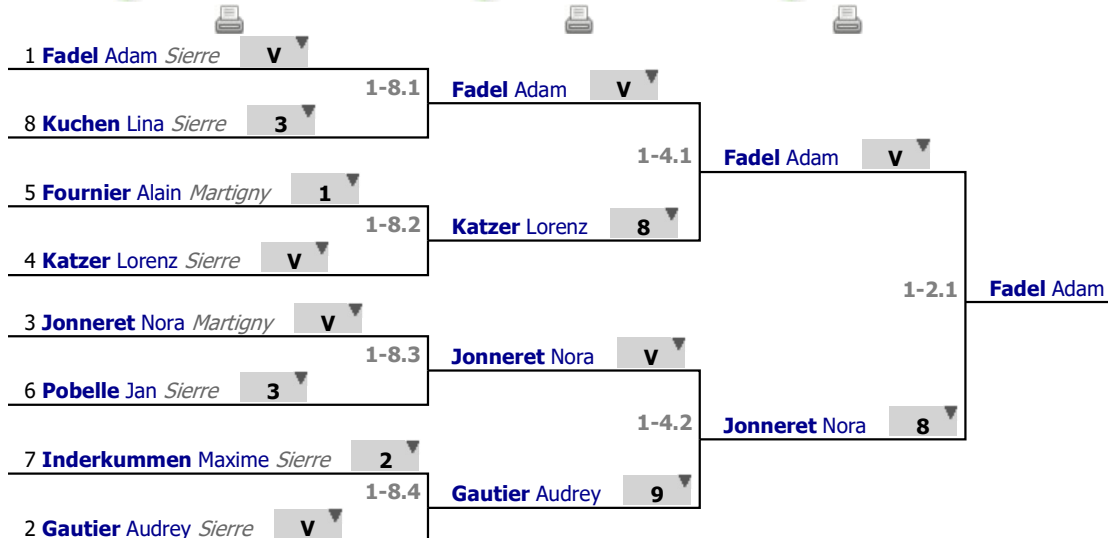 1 Fadel Adam Sierre V
1-8.1
8 Kuchen Lina Sierre 3
5 Fournier Alain Martigny 1
1-8.2
4 Katzer Lorenz Sierre V
3 Jonneret Nora Martigny V
1-8.3
6 Pobelle Jan Sierre 3
7 Inderkummen Maxime Sierre 2
1-8.4
2 Gautier Audrey Sierre V
Fadel Adam V
1-4.1
Katzer Lorenz 8
Jonneret Nora V
1-4.2
Gautier Audrey 9
Fadel Adam V
1-2.1
Jonneret Nora 8
Fadel Adam